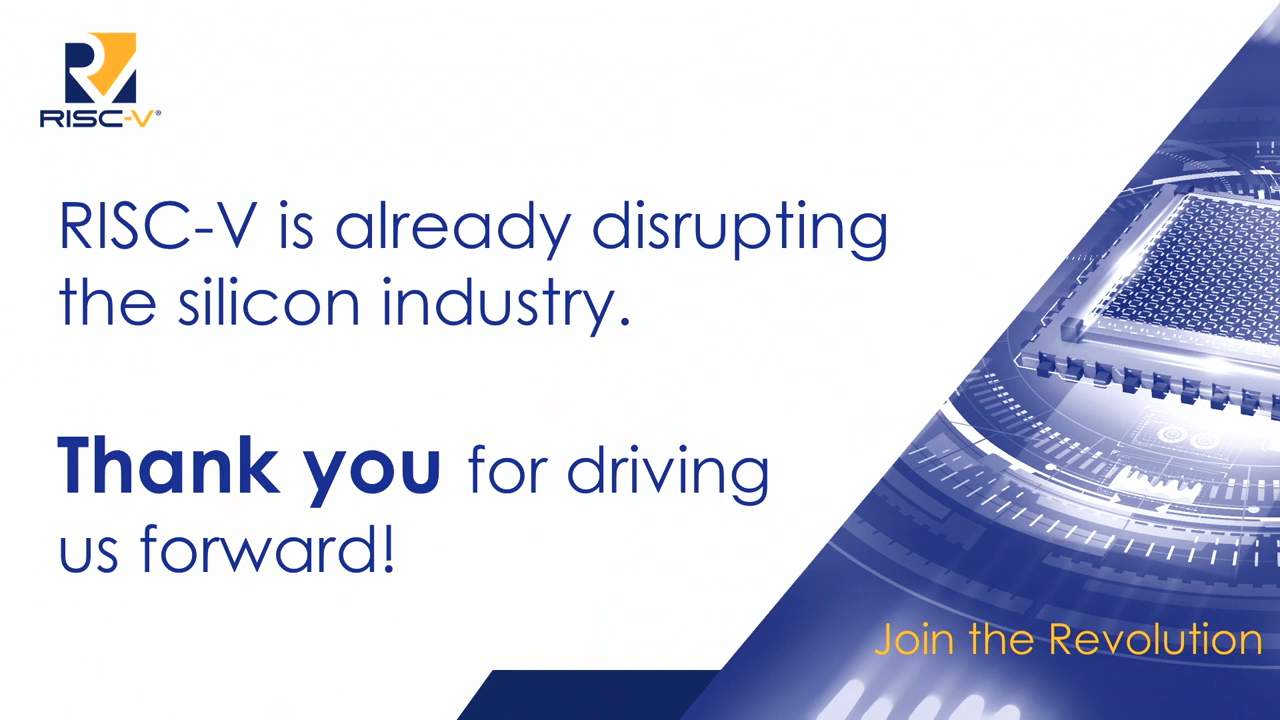 RISC-V®
RISC-V is already disrupting
the silicon industry.
Thank you for driving
us forward!
Join the Revolution